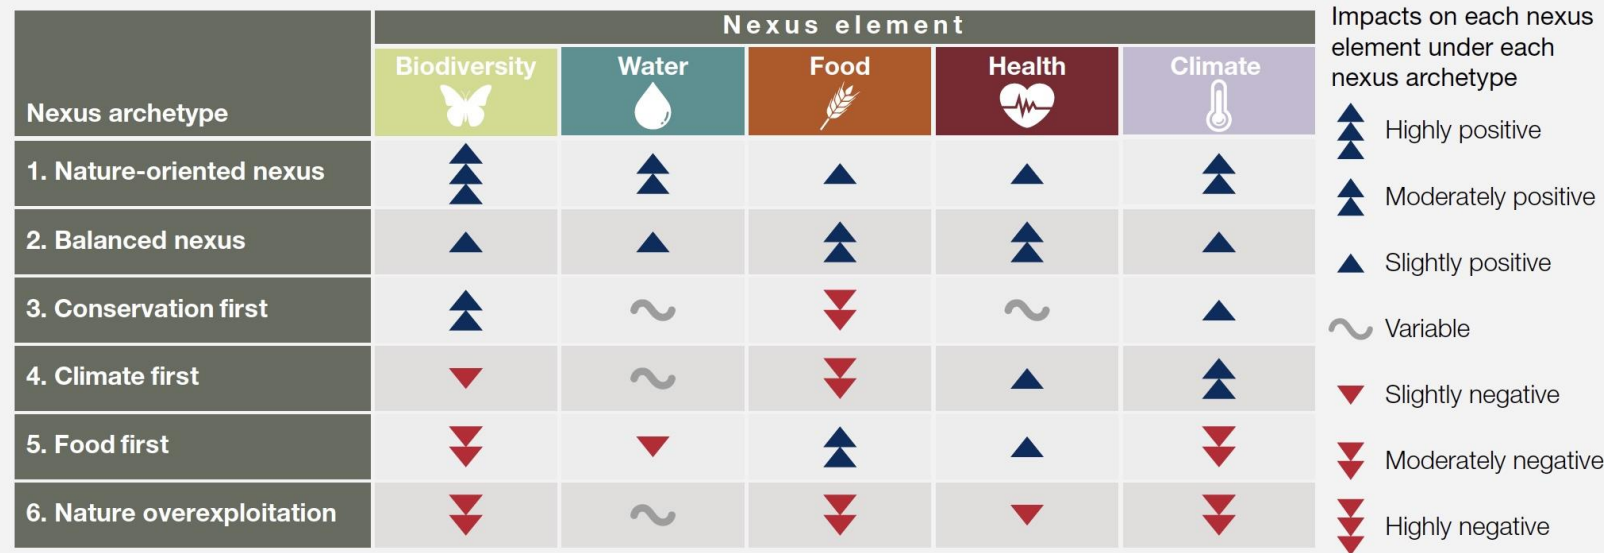 Nexus element
Nexus archetype
Biodiversity
Water
Food
Health
Climate
1. Nature-oriented nexus
2. Balanced nexus
3. Conservation first
4. Climate first
5. Food first
6. Nature overexploitation
Impacts on each nexus
element under each
nexus archetype
Highly positive
Moderately positive
Slightly positive
Variable
Slightly negative
Moderately negative
Highly negative